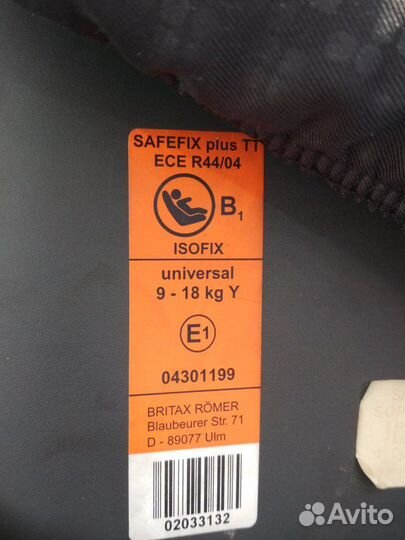 SAFEFIX plus TT
ECE R44/04
B1
ISOFIX
universal
9 - 18 kg Y
E1
04301199
BRITAX RÖMER
Blaubeurer Str. 71
D - 89077 Ulm
02033132
Avito